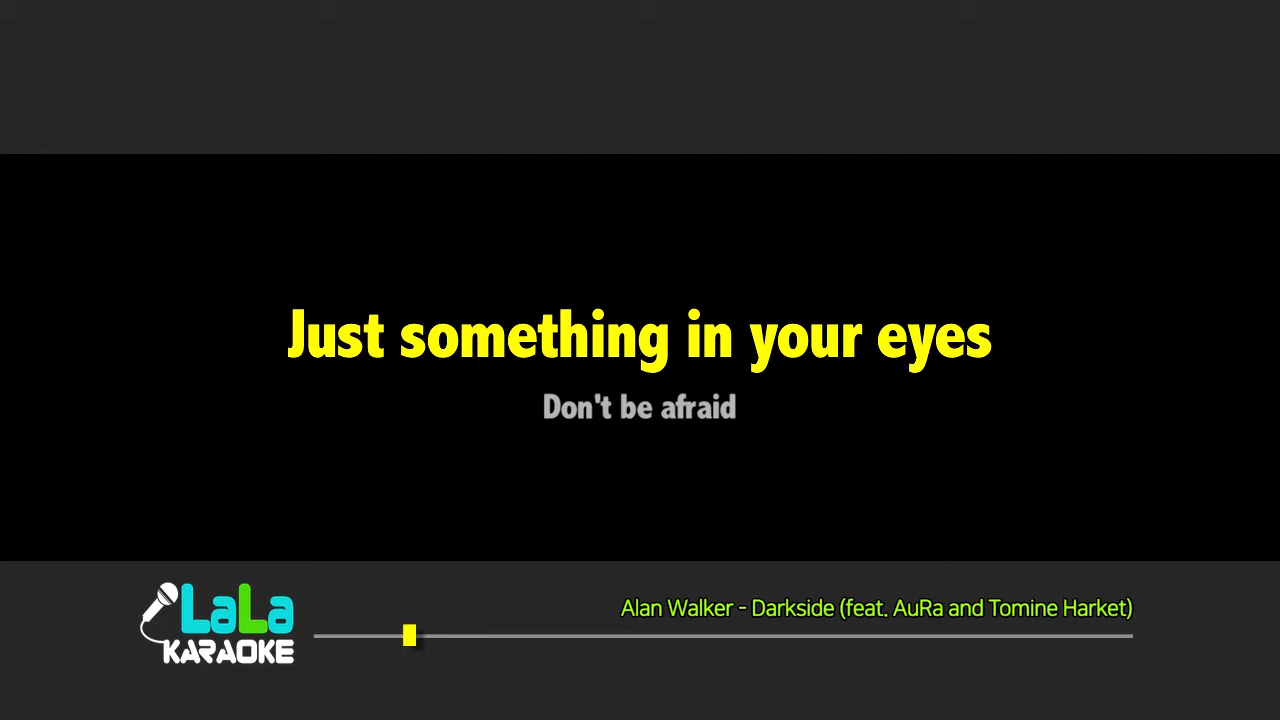 Just something in your eyes
Don't be afraid
Alan Walker - Darkside (feat. AuRa and Tomine Harket)
LaLa
KARAOKE